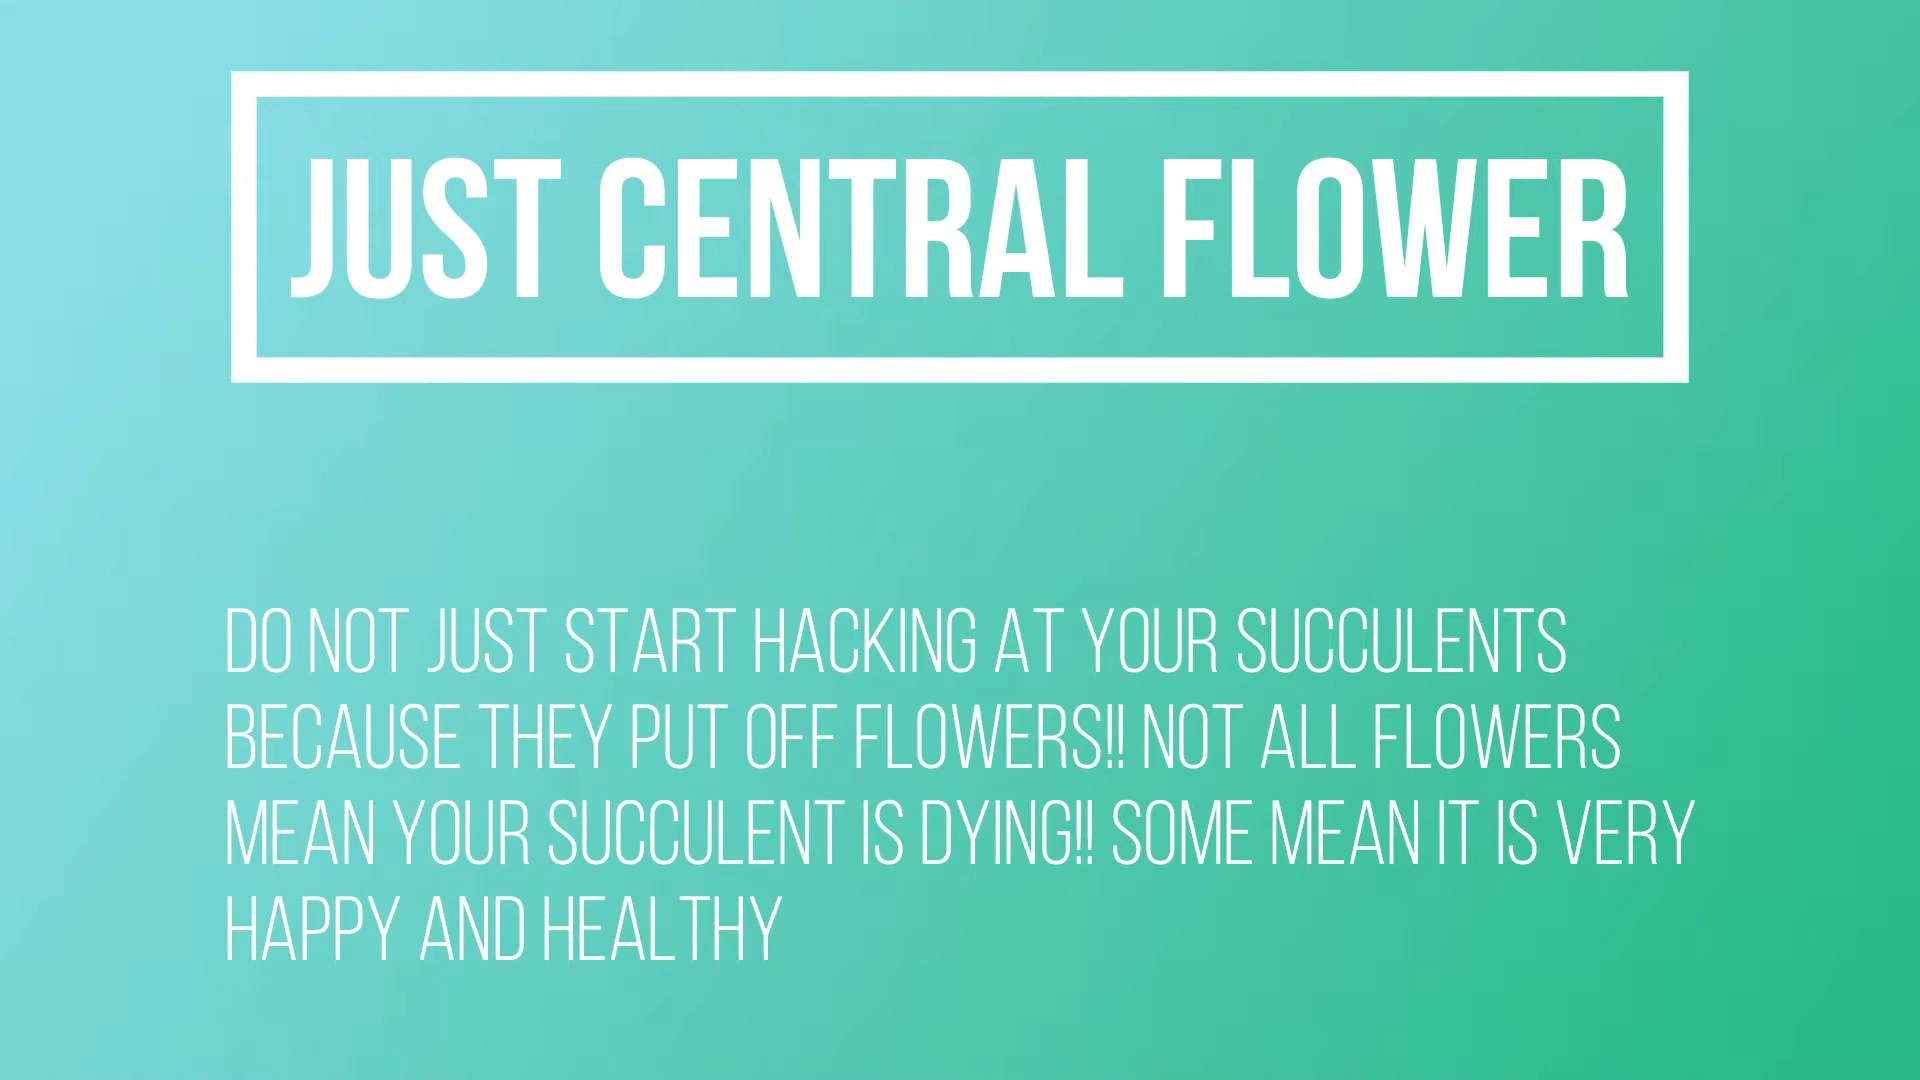 JUST CENTRAL FLOWER
DO NOT JUST START HACKING AT YOUR SUCCULENTS
BECAUSE THEY PUT OFF FLOWERS!! NOT ALL FLOWERS
MEAN YOUR SUCCULENT IS DYING!! SOME MEAN IT IS VERY
HAPPY AND HEALTHY